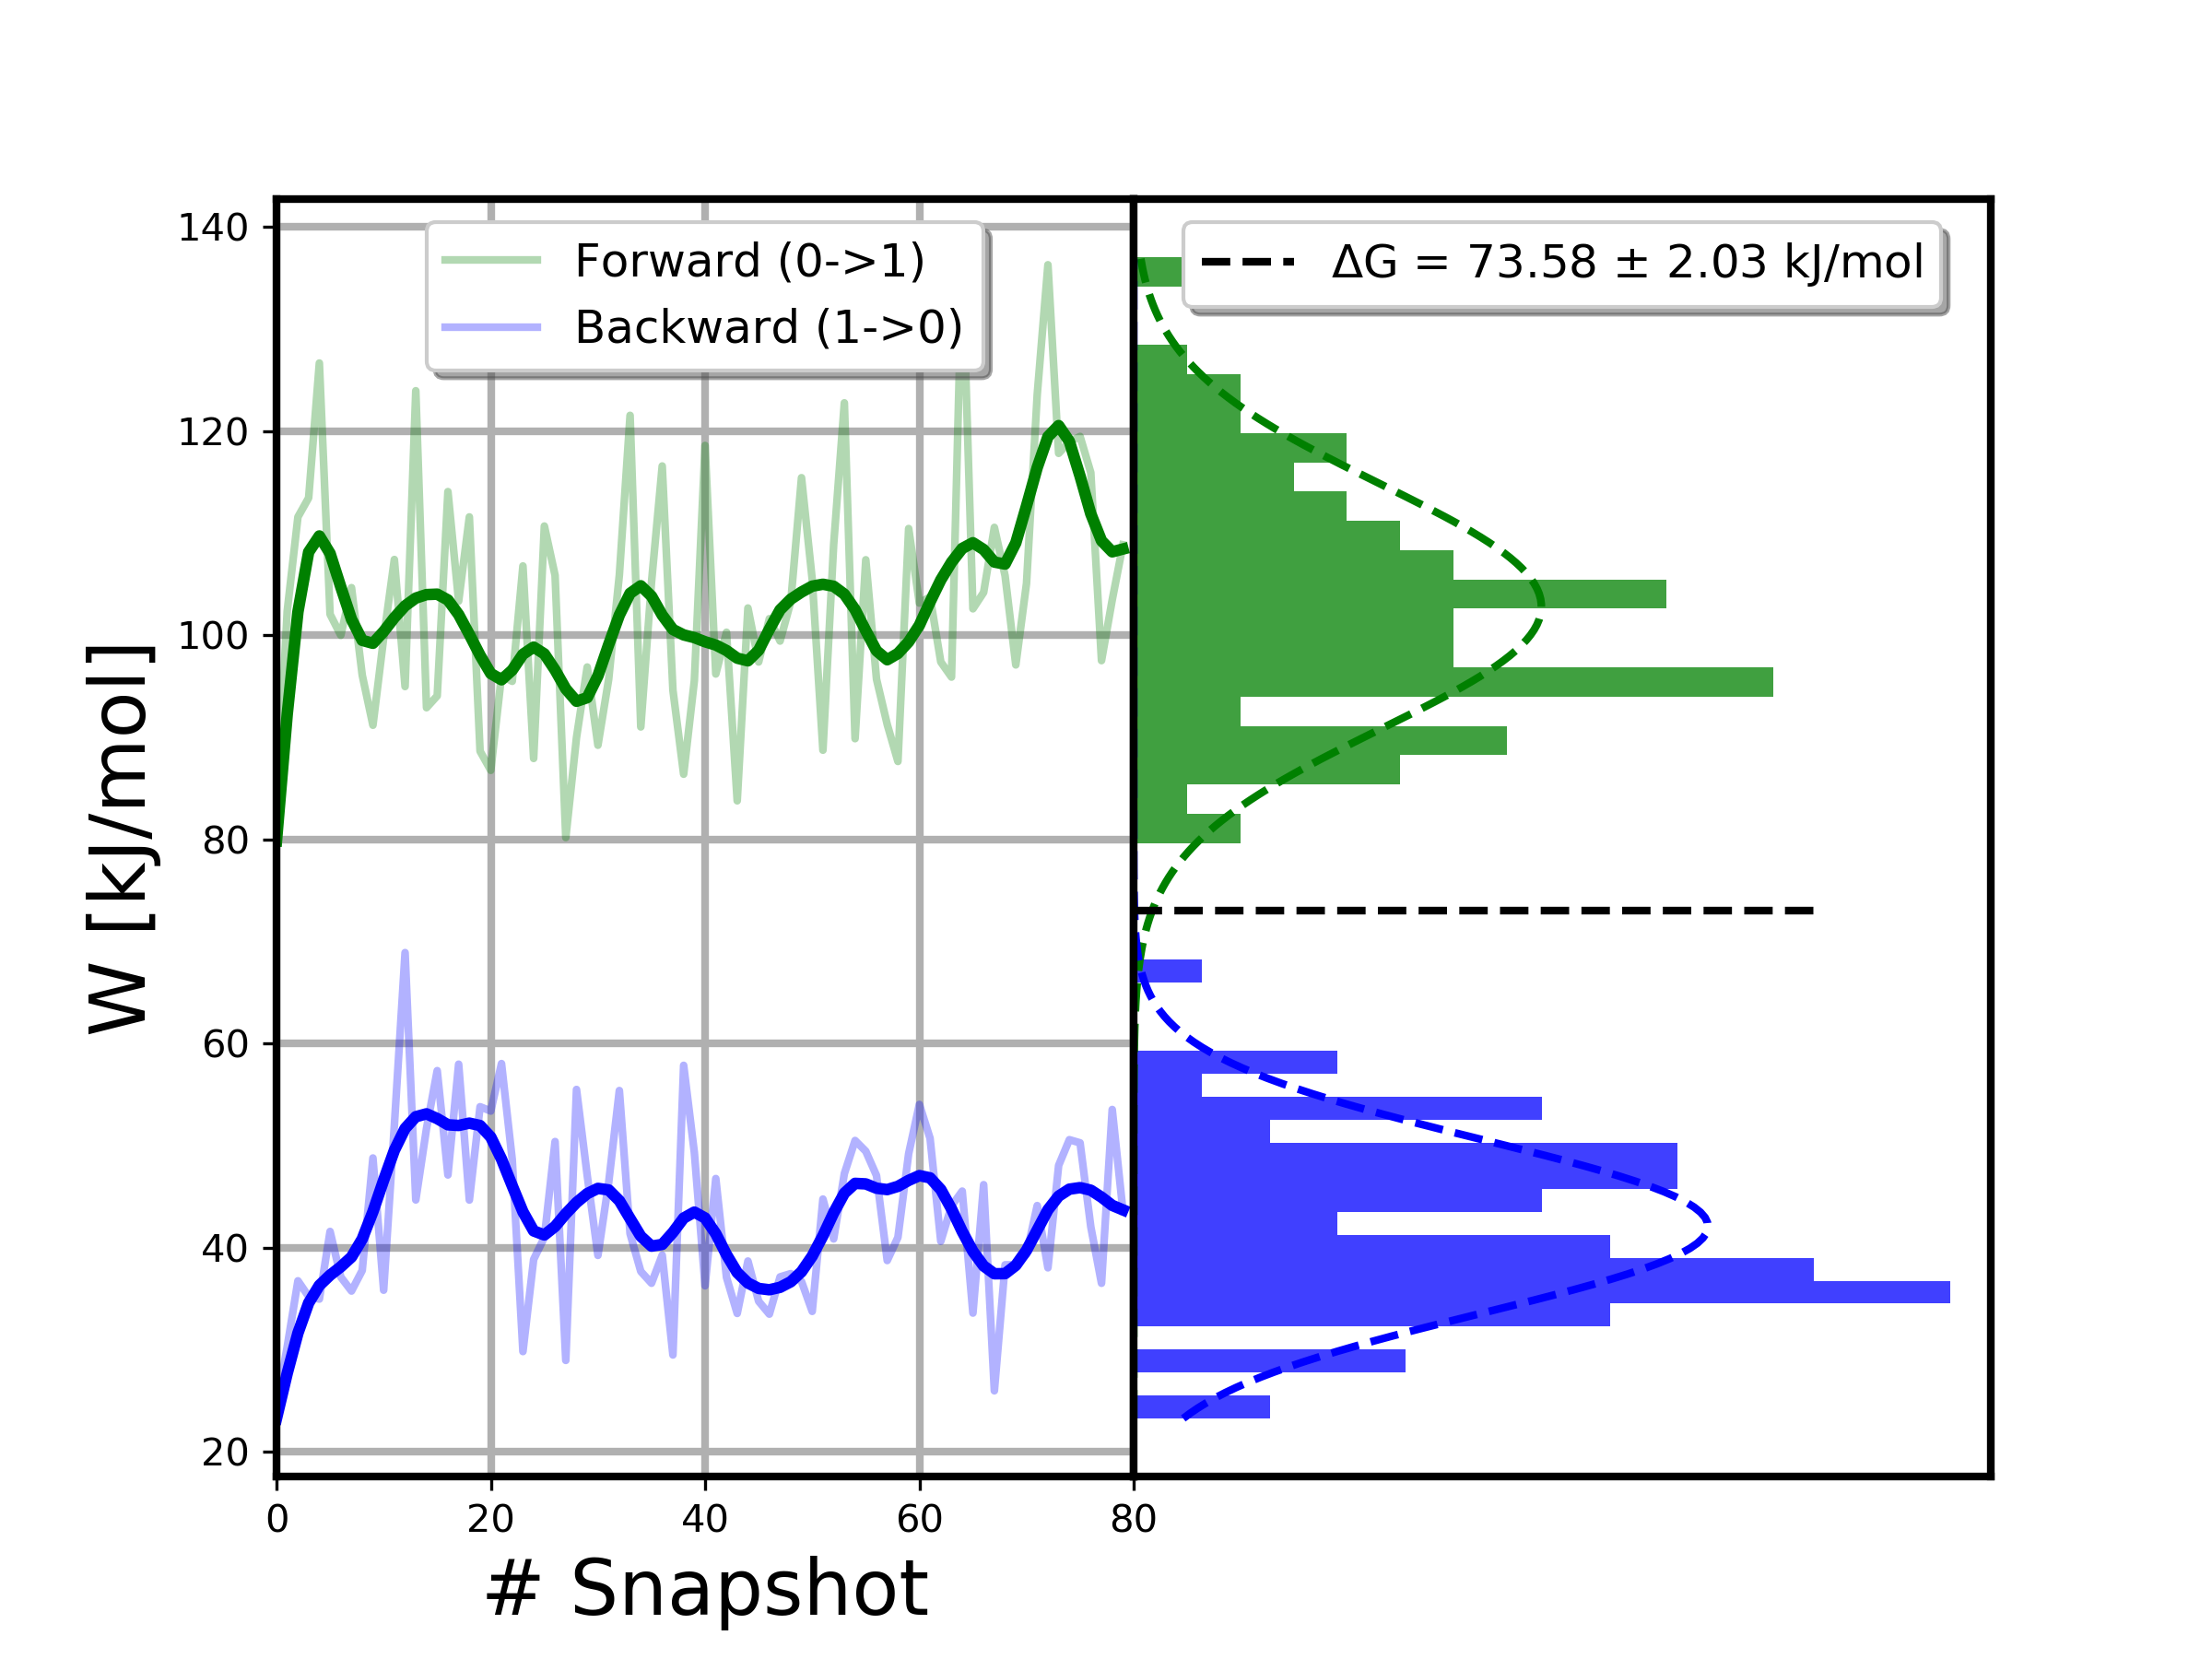 Forward (0->1)
Backward (1->0)
ΔG = 73.58 ± 2.03 kJ/mol
W [kJ/mol]
140
120
100
80
60
40
20
0
20
40
60
80
# Snapshot